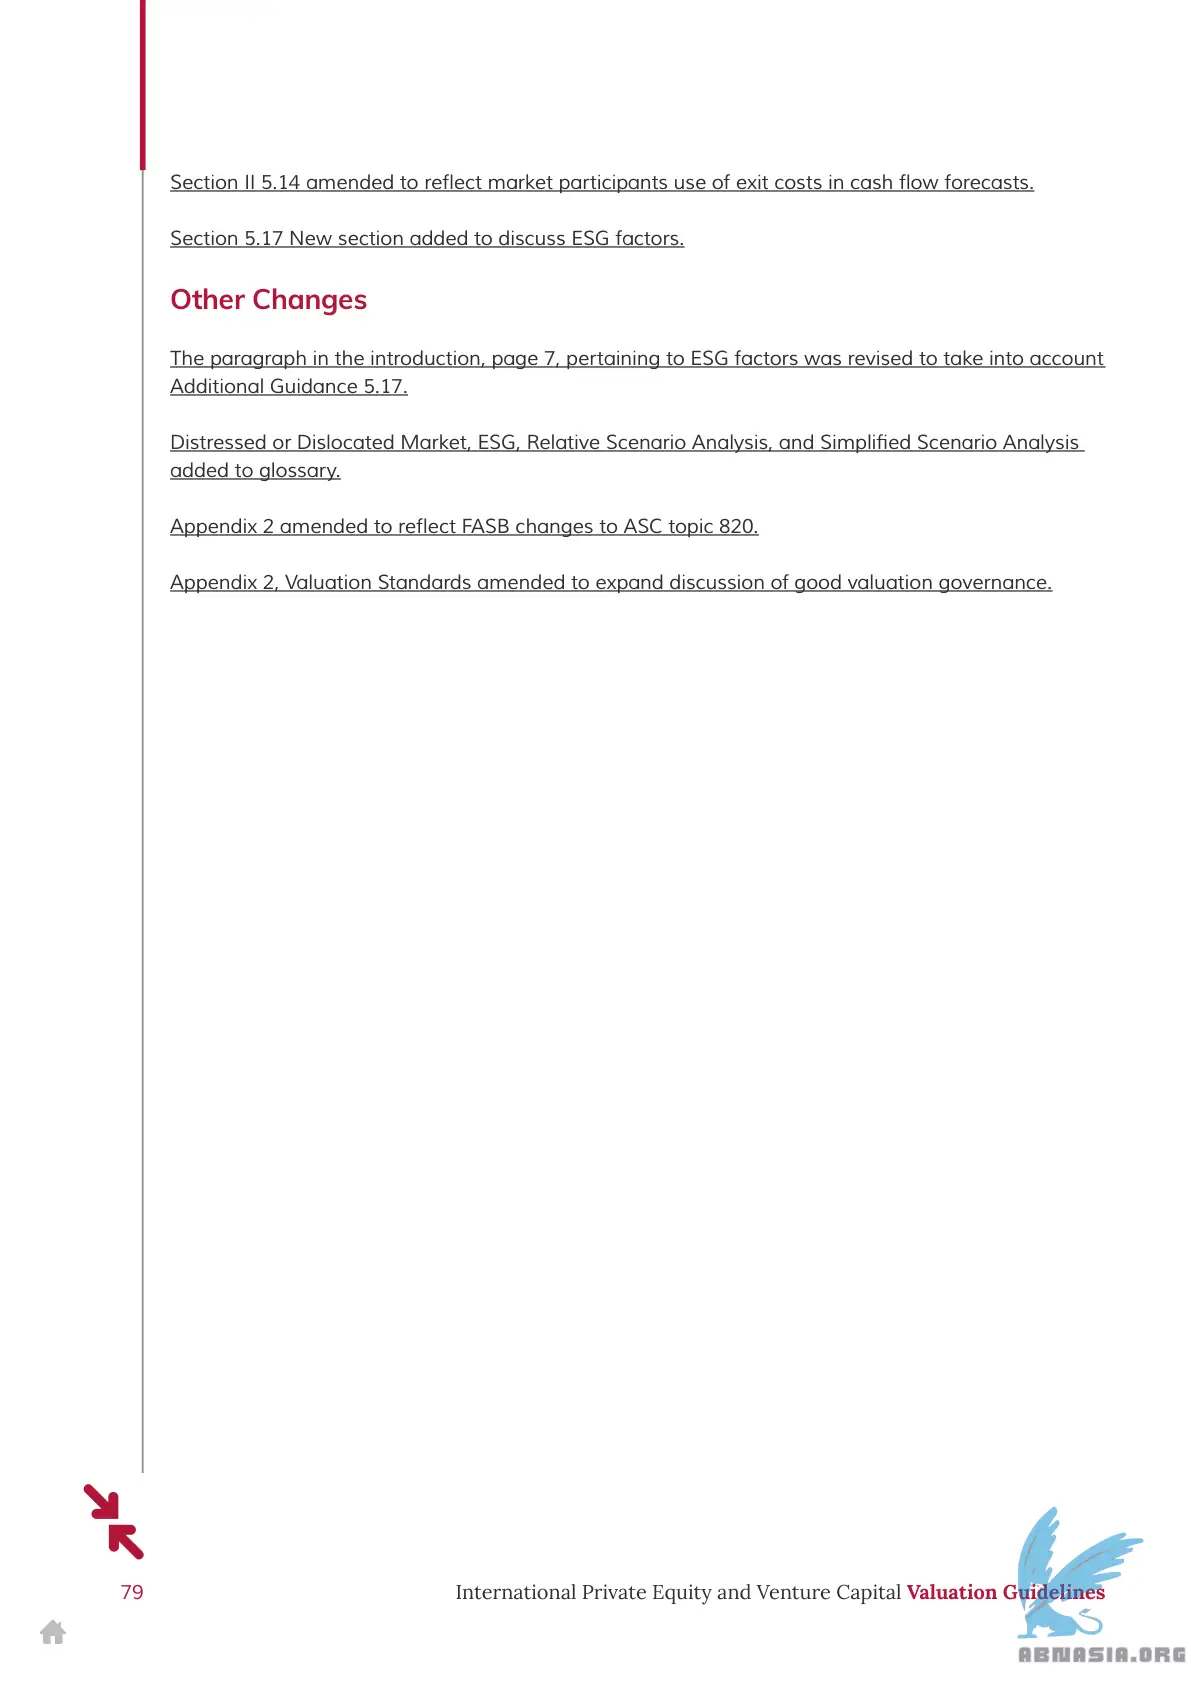 Section II 5.14 amended to reflect market participants use of exit costs in cash flow forecasts.
Section 5.17 New section added to discuss ESG factors.
Other Changes
The paragraph in the introduction, page 7, pertaining to ESG factors was revised to take into account
Additional Guidance 5.17.
Distressed or Dislocated Market, ESG, Relative Scenario Analysis, and Simplified Scenario Analysis
added to glossary.
Appendix 2 amended to reflect FASB changes to ASC topic 820.
Appendix 2, Valuation Standards amended to expand discussion of good valuation governance.
79
International Private Equity and Venture Capital Valuation Guidelines
ABNASIA.ORG